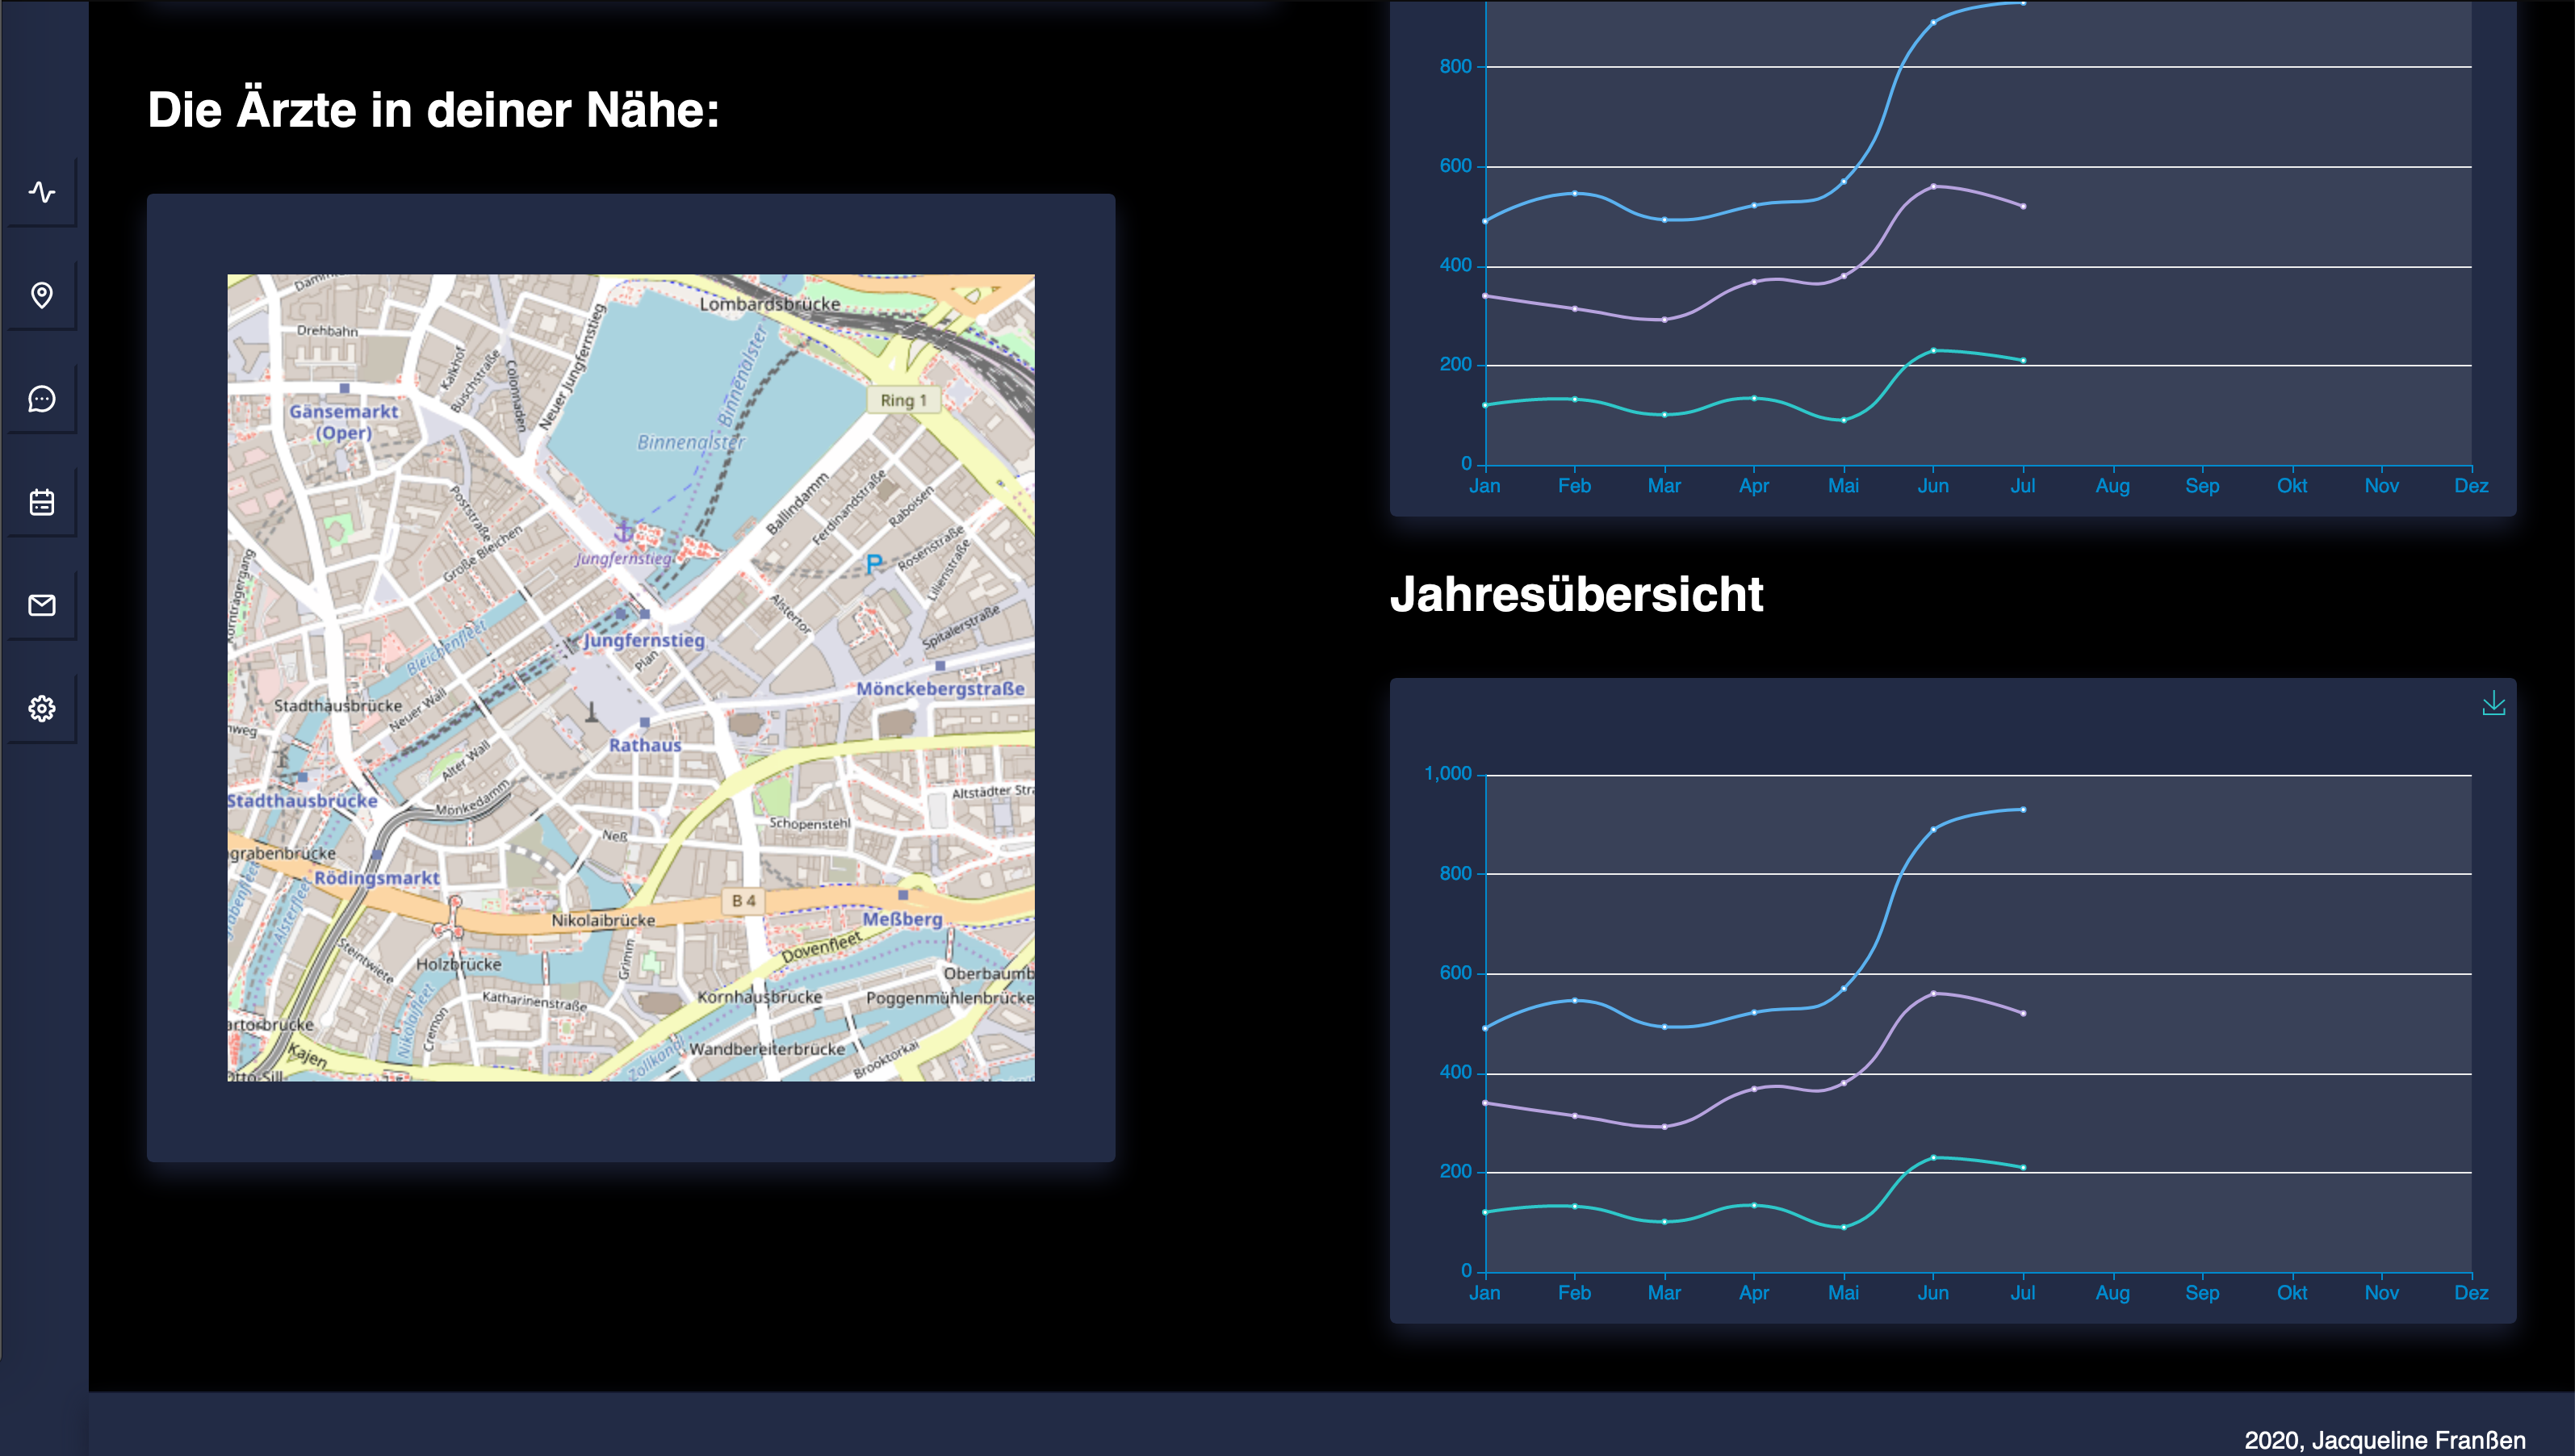 Die Ärzte in deiner Nähe:
Lombardsbrücke
Drehbahn
Kalkhof
Buschstraße
Colonnaden
Neuer Jungfernstieg
Binnenalster
Ring 1
Gänsemarkt
(Oper)
Binnenalster
Poststraße
Große Bleichen
Ballindamm
Ferdinandstraße
Raboisen
Rosenstraße
Lilienstraße
P
Jungfernstieg
Alstertor
Spitalerstraße
Bleichenfleet
Jungfernstieg
Plan
Mönckebergstraße
Stadthausbrücke
Neuer Wall
Rathaus
Alter Wall
Stadthausbrücke
Mönkedamm
Altstädter Stra
Schopenstehl
Neß
grabenbrücke
Rödingsmarkt
Alsterfleet
B 4
Nikolaibrücke
Meßberg
Steintwiete
Dovenfleet
Holzbrücke
Grimm
Oberbaumb
Katharinenstraße
Kornhausbrücke
Poggenmühlenbrücke
Nikolaifleet
Cremon
artorbrücke
Kajen
Zollkanal
Wandbereiterbrücke
Brooktorkai
Otto-Sill
800
600
400
200
0
Jan Feb Mar Apr Mai Jun Jul Aug Sep Okt Nov Dez
Jahresübersicht
1,000
800
600
400
200
0
Jan Feb Mar Apr Mai Jun Jul Aug Sep Okt Nov Dez
2020, Jacqueline Franßen